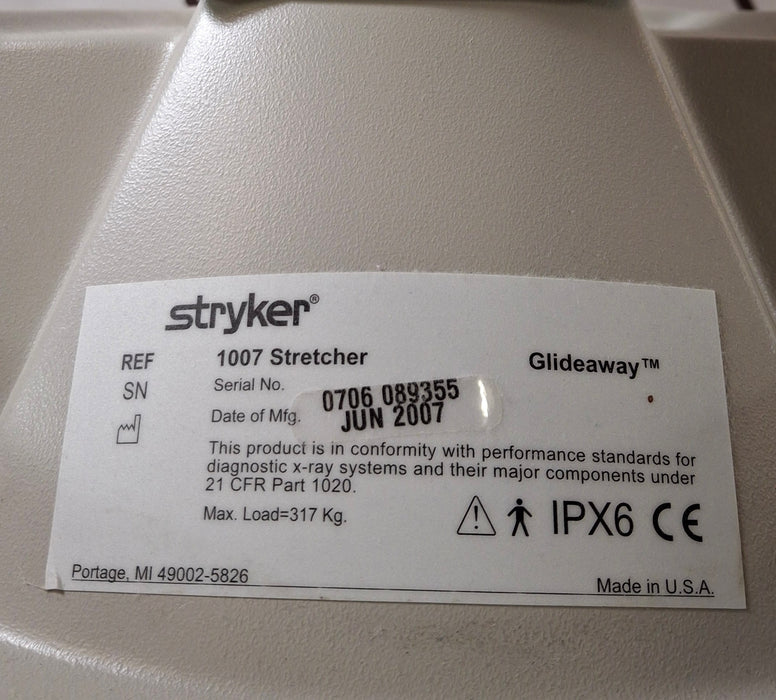 stryker®
REF 1007 Stretcher Glideaway™
SN Serial No. 0706 089355
Date of Mfg. JUN 2007
This product is in conformity with performance standards for
diagnostic x-ray systems and their major components under
21 CFR Part 1020.
Max. Load=317 Kg. IPX6 CE
Portage, MI 49002-5826 Made in U.S.A.